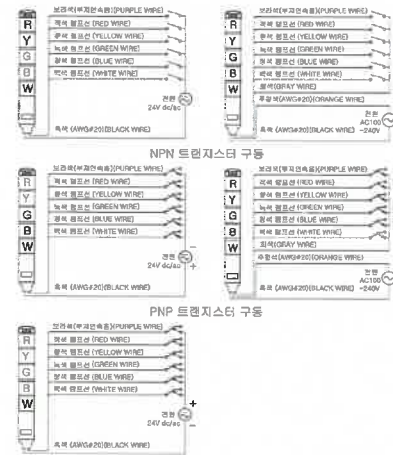 R
Y
G
B
W
보라색(부저연속음)(PURPLE WIRE)
적색 램프선 (RED WIRE)
황색 램프선 (YELLOW WIRE)
녹색 램프선 (GREEN WIRE)
청색 램프선 (BLUE WIRE)
백색 램프선 (WHITE WIRE)
전원
24V dc/ac
흑색 (AWG#20)(BLACK WIRE)
R
Y
G
B
W
보라색(부저연속음)(PURPLE WIRE)
적색 램프선 (RED WIRE)
황색 램프선 (YELLOW WIRE)
녹색 램프선 (GREEN WIRE)
청색 램프선 (BLUE WIRE)
백색 램프선 (WHITE WIRE)
회색(GRAY WIRE)
주황색(AWG#20)(ORANGE WIRE)
전원
AC100
~240V
흑색 (AWG#20)(BLACK WIRE)
NPN 트랜지스터 구동
R
Y
G
B
W
보라색(부저연속음)(PURPLE WIRE)
적색 램프선 (RED WIRE)
황색 램프선 (YELLOW WIRE)
녹색 램프선 (GREEN WIRE)
청색 램프선 (BLUE WIRE)
백색 램프선 (WHITE WIRE)
−
전원
24V dc/ac
+
흑색 (AWG#20)(BLACK WIRE)
R
Y
G
B
W
보라색(부저연속음)(PURPLE WIRE)
적색 램프선 (RED WIRE)
황색 램프선 (YELLOW WIRE)
녹색 램프선 (GREEN WIRE)
청색 램프선 (BLUE WIRE)
백색 램프선 (WHITE WIRE)
회색(GRAY WIRE)
주황색(AWG#20)(ORANGE WIRE)
전원
AC100
~240V
흑색 (AWG#20)(BLACK WIRE)
PNP 트랜지스터 구동
R
Y
G
B
W
보라색(부저연속음)(PURPLE WIRE)
적색 램프선 (RED WIRE)
황색 램프선 (YELLOW WIRE)
녹색 램프선 (GREEN WIRE)
청색 램프선 (BLUE WIRE)
백색 램프선 (WHITE WIRE)
+
전원
24V dc/ac
−
흑색 (AWG#20)(BLACK WIRE)